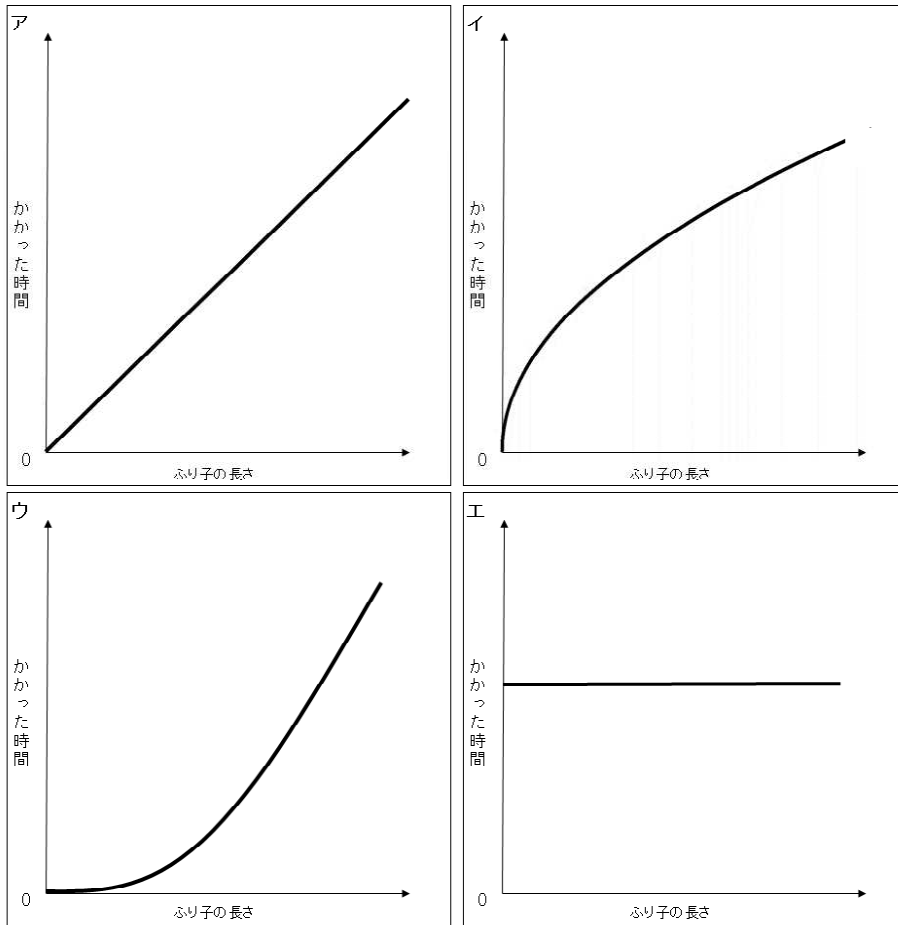 ア
かかった時間
0
ふり子の長さ
イ
かかった時間
0
ふり子の長さ
ウ
かかった時間
0
ふり子の長さ
エ
かかった時間
0
ふり子の長さ